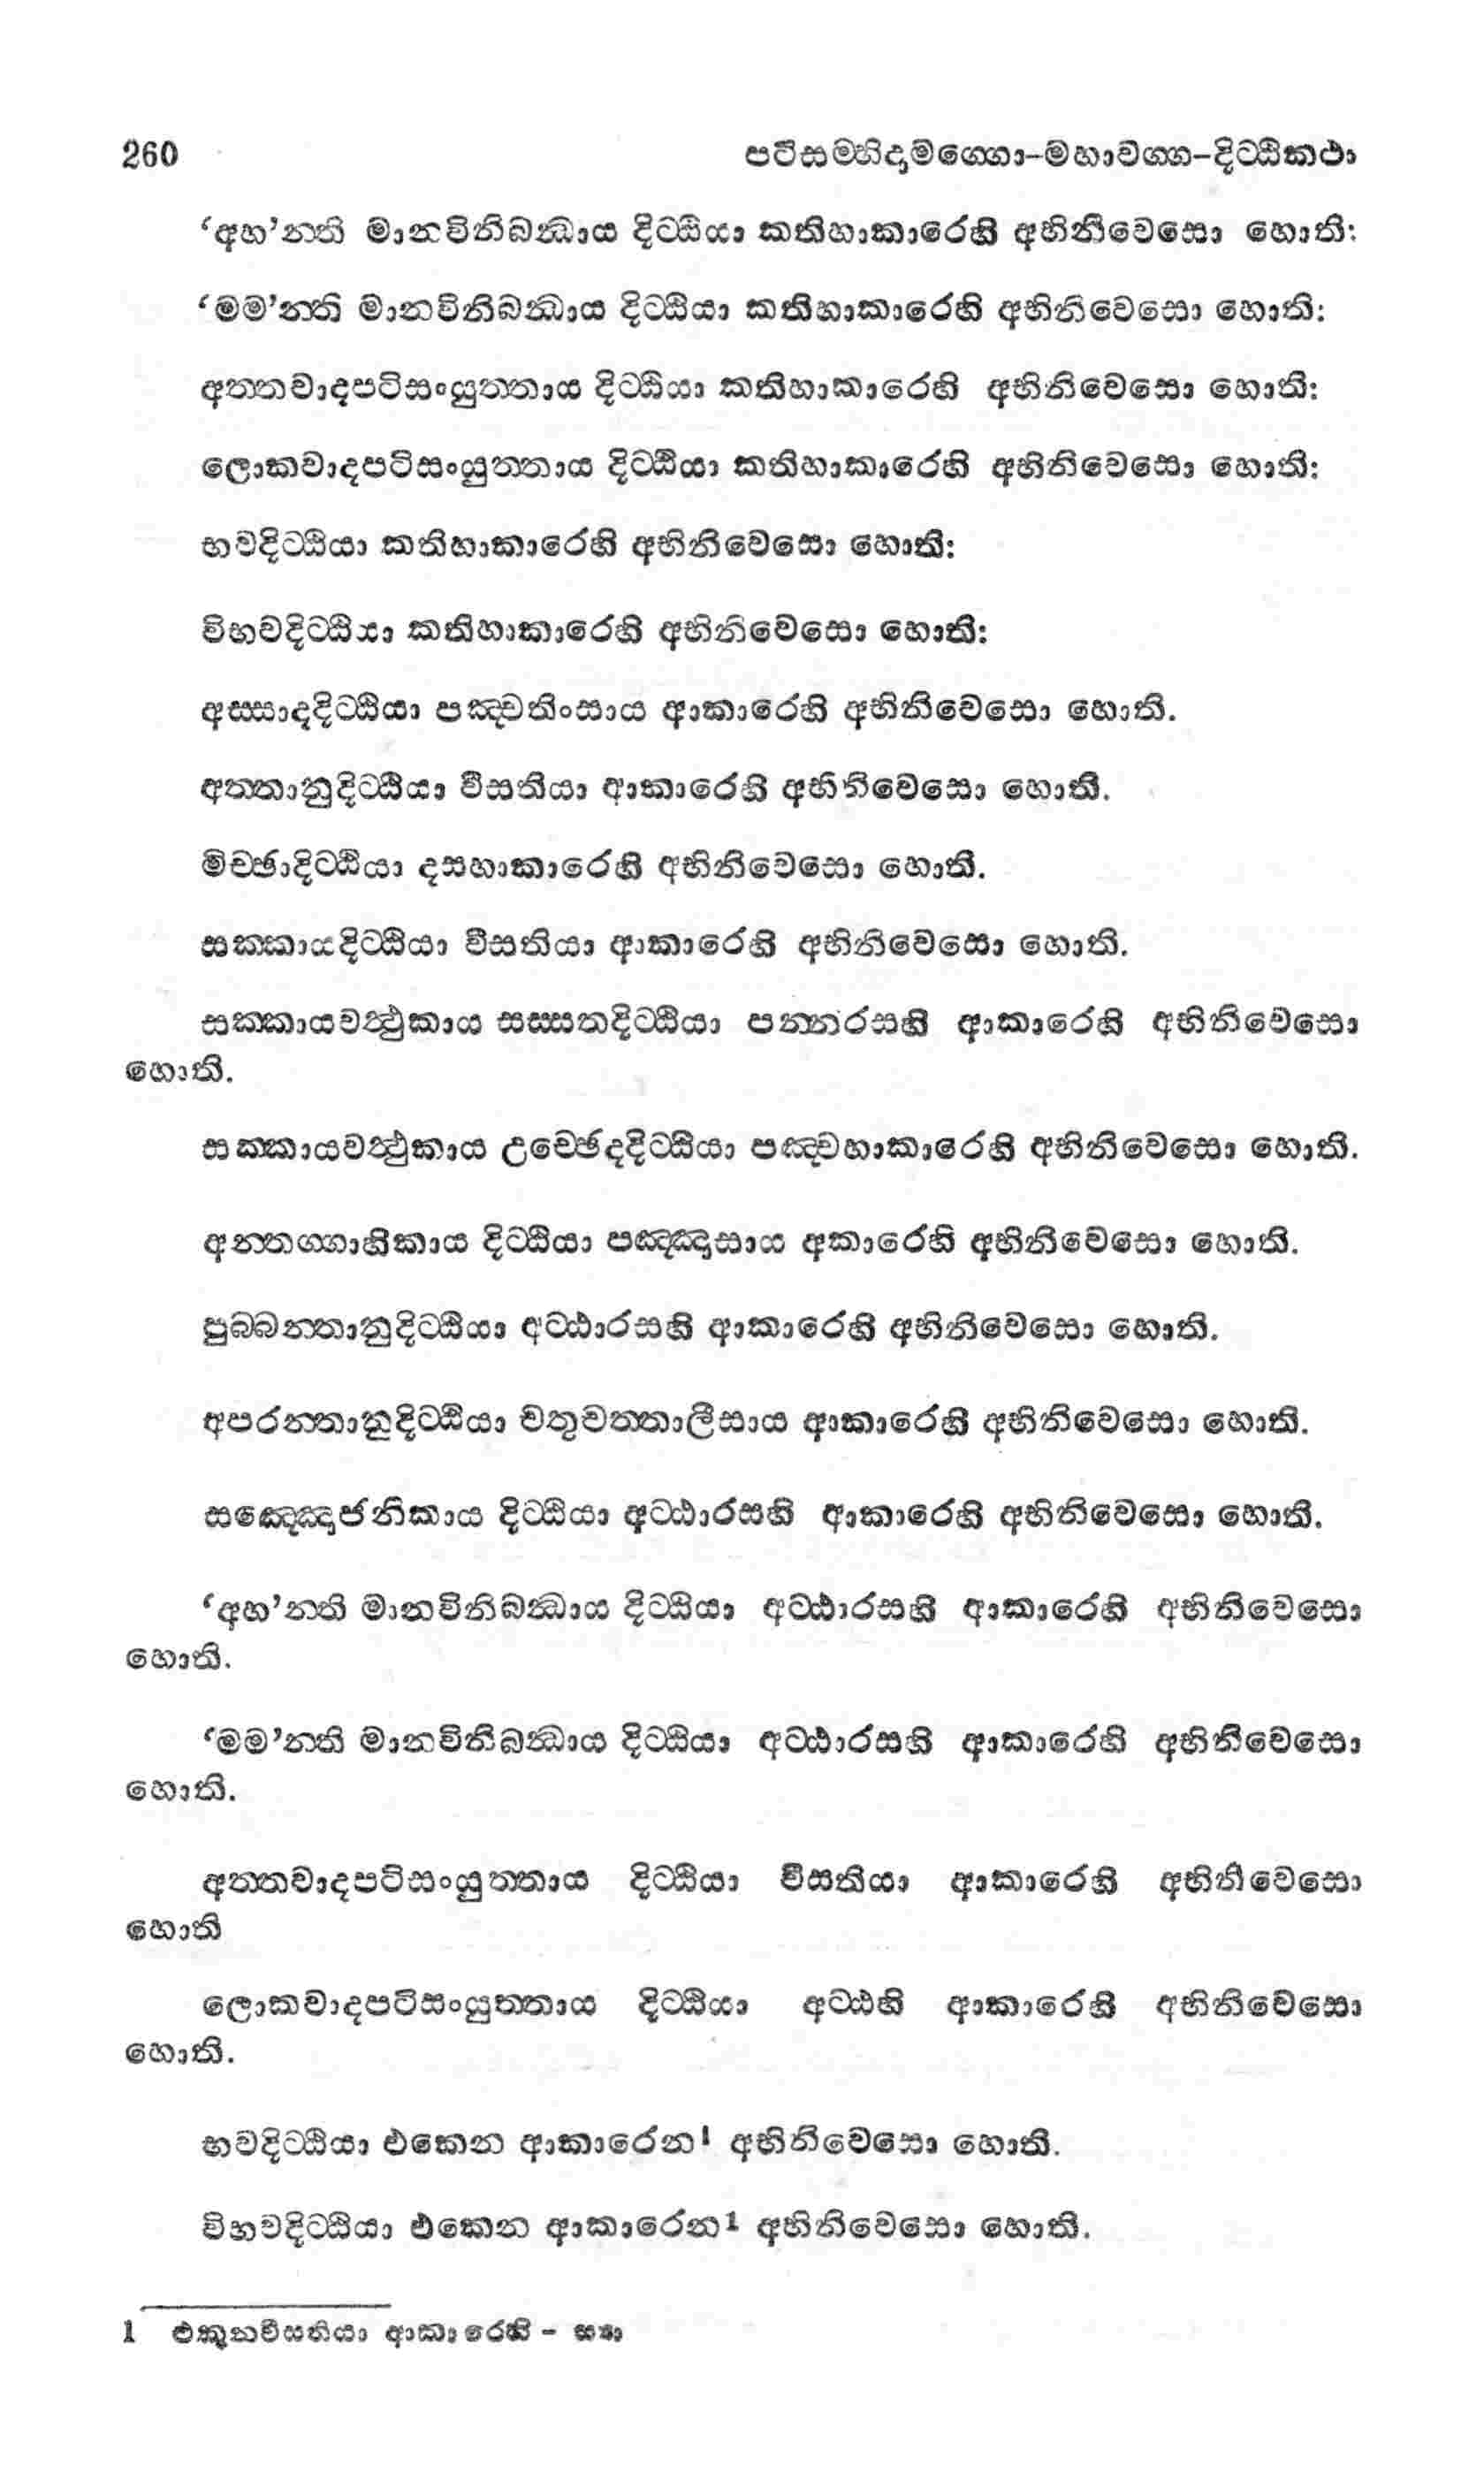 260 පටිසම්භිදාමග්ගො–මහාවග්ග–දිට්ඨිකථා
‘අහ’න්ති මානවිනිබන්ධාය දිට්ඨියා කතිහාකාරෙහි අභිනිවෙසො හොති:
‘මම’න්ති මානවිනිබන්ධාය දිට්ඨියා කතිහාකාරෙහි අභිනිවෙසො හොති:
අත්තවාදපටිසංයුත්තාය දිට්ඨියා කතිහාකාරෙහි අභිනිවෙසො හොති:
ලොකවාදපටිසංයුත්තාය දිට්ඨියා කතිහාකාරෙහි අභිනිවෙසො හොති:
භවදිට්ඨියා කතිහාකාරෙහි අභිනිවෙසො හොති:
විභවදිට්ඨියා කතිහාකාරෙහි අභිනිවෙසො හොති:
අස්සාදදිට්ඨියා පඤ්චතිංසාය ආකාරෙහි අභිනිවෙසො හොති.
අත්තානුදිට්ඨියා වීසතියා ආකාරෙහි අභිනිවෙසො හොති.
මිච්ඡාදිට්ඨියා දසහාකාරෙහි අභිනිවෙසො හොති.
සක්කායදිට්ඨියා වීසතියා ආකාරෙහි අභිනිවෙසො හොති.
සක්කායවත්ථුකාය සස්සතදිට්ඨියා පන්නරසහි ආකාරෙහි අභිනිවෙසො
හොති.
සක්කායවත්ථුකාය උච්ඡෙදදිට්ඨියා පඤ්චහාකාරෙහි අභිනිවෙසො හොති.
අන්තග්ගාහිකාය දිට්ඨියා පඤ්ඤාසාය අකාරෙහි අභිනිවෙසො හොති.
පුබ්බන්තානුදිට්ඨියා අට්ඨාරසහි ආකාරෙහි අභිනිවෙසො හොති.
අපරන්තානුදිට්ඨියා චතුචත්තාලීසාය ආකාරෙහි අභිනිවෙසො හොති.
සඤ්ඤොජනිකාය දිට්ඨියා අට්ඨාරසහි ආකාරෙහි අභිනිවෙසො හොති.
‘අහ’න්ති මානවිනිබන්ධාය දිට්ඨියා අට්ඨාරසහි ආකාරෙහි අභිනිවෙසො
හොති.
‘මම’න්ති මානවිනිබන්ධාය දිට්ඨියා අට්ඨාරසහි ආකාරෙහි අභිනිවෙසො
හොති.
අත්තවාදපටිසංයුත්තාය දිට්ඨියා වීසතියා ආකාරෙහි අභිනිවෙසො
හොති
ලොකවාදපටිසංයුත්තාය දිට්ඨියා අට්ඨහි ආකාරෙහි අභිනිවෙසො
හොති.
භවදිට්ඨියා එකෙන ආකාරෙන¹ අභිනිවෙසො හොති.
විභවදිට්ඨියා එකෙන ආකාරෙන¹ අභිනිවෙසො හොති.
1 එකූනවීසතියා ආකාරෙහි – ස්‍යා